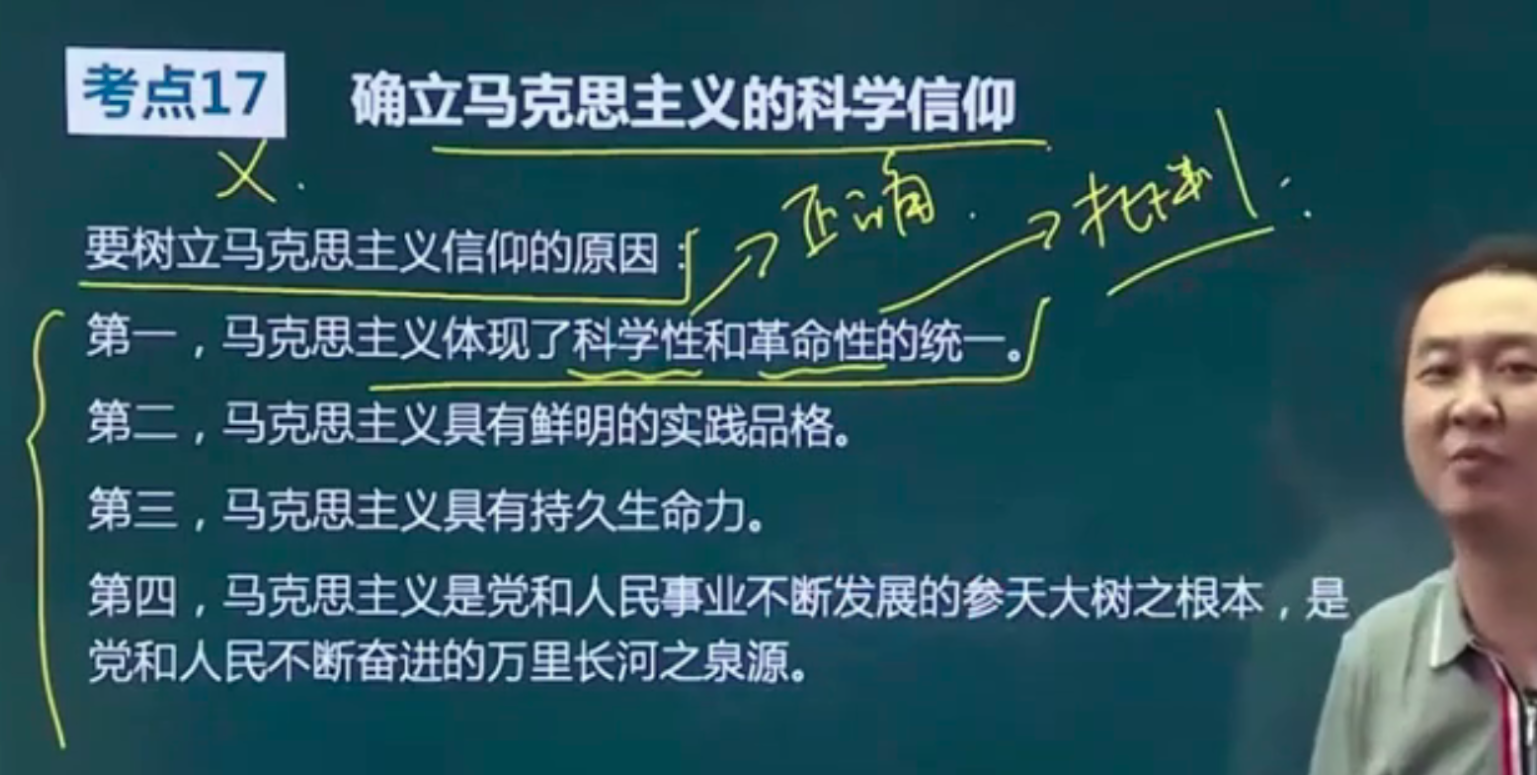 考点17 确立马克思主义的科学信仰
X.
正确.
批判
要树立马克思主义信仰的原因：
第一，马克思主义体现了科学性和革命性的统一。
第二，马克思主义具有鲜明的实践品格。
第三，马克思主义具有持久生命力。
第四，马克思主义是党和人民事业不断发展的参天大树之根本，是
党和人民不断奋进的万里长河之泉源。